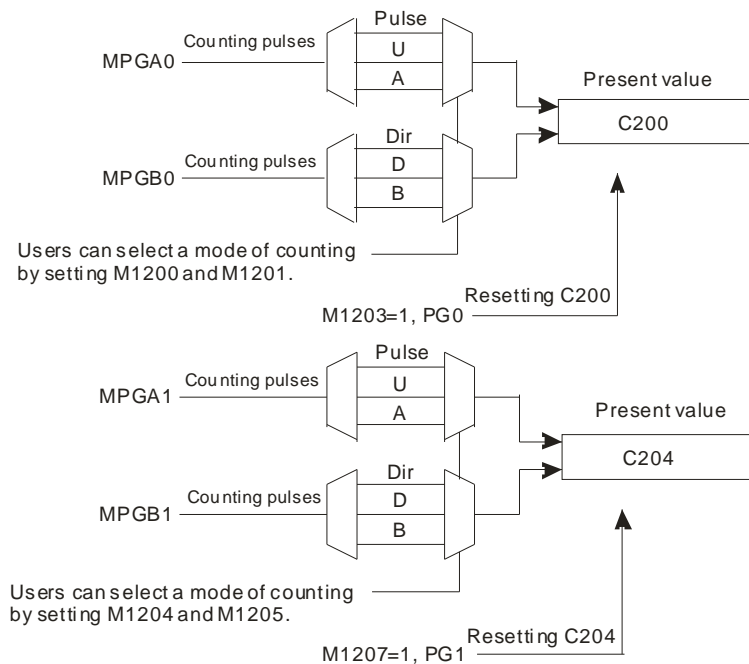 Pulse
Counting pulses
U
MPGA0
A
Present value
C200
Dir
Counting pulses
D
MPGB0
B
Users can select a mode of counting
by setting M1200 and M1201.
Resetting C200
M1203=1, PG0
Pulse
Counting pulses
U
MPGA1
A
Present value
C204
Dir
Counting pulses
D
MPGB1
B
Users can select a mode of counting
by setting M1204 and M1205.
Resetting C204
M1207=1, PG1